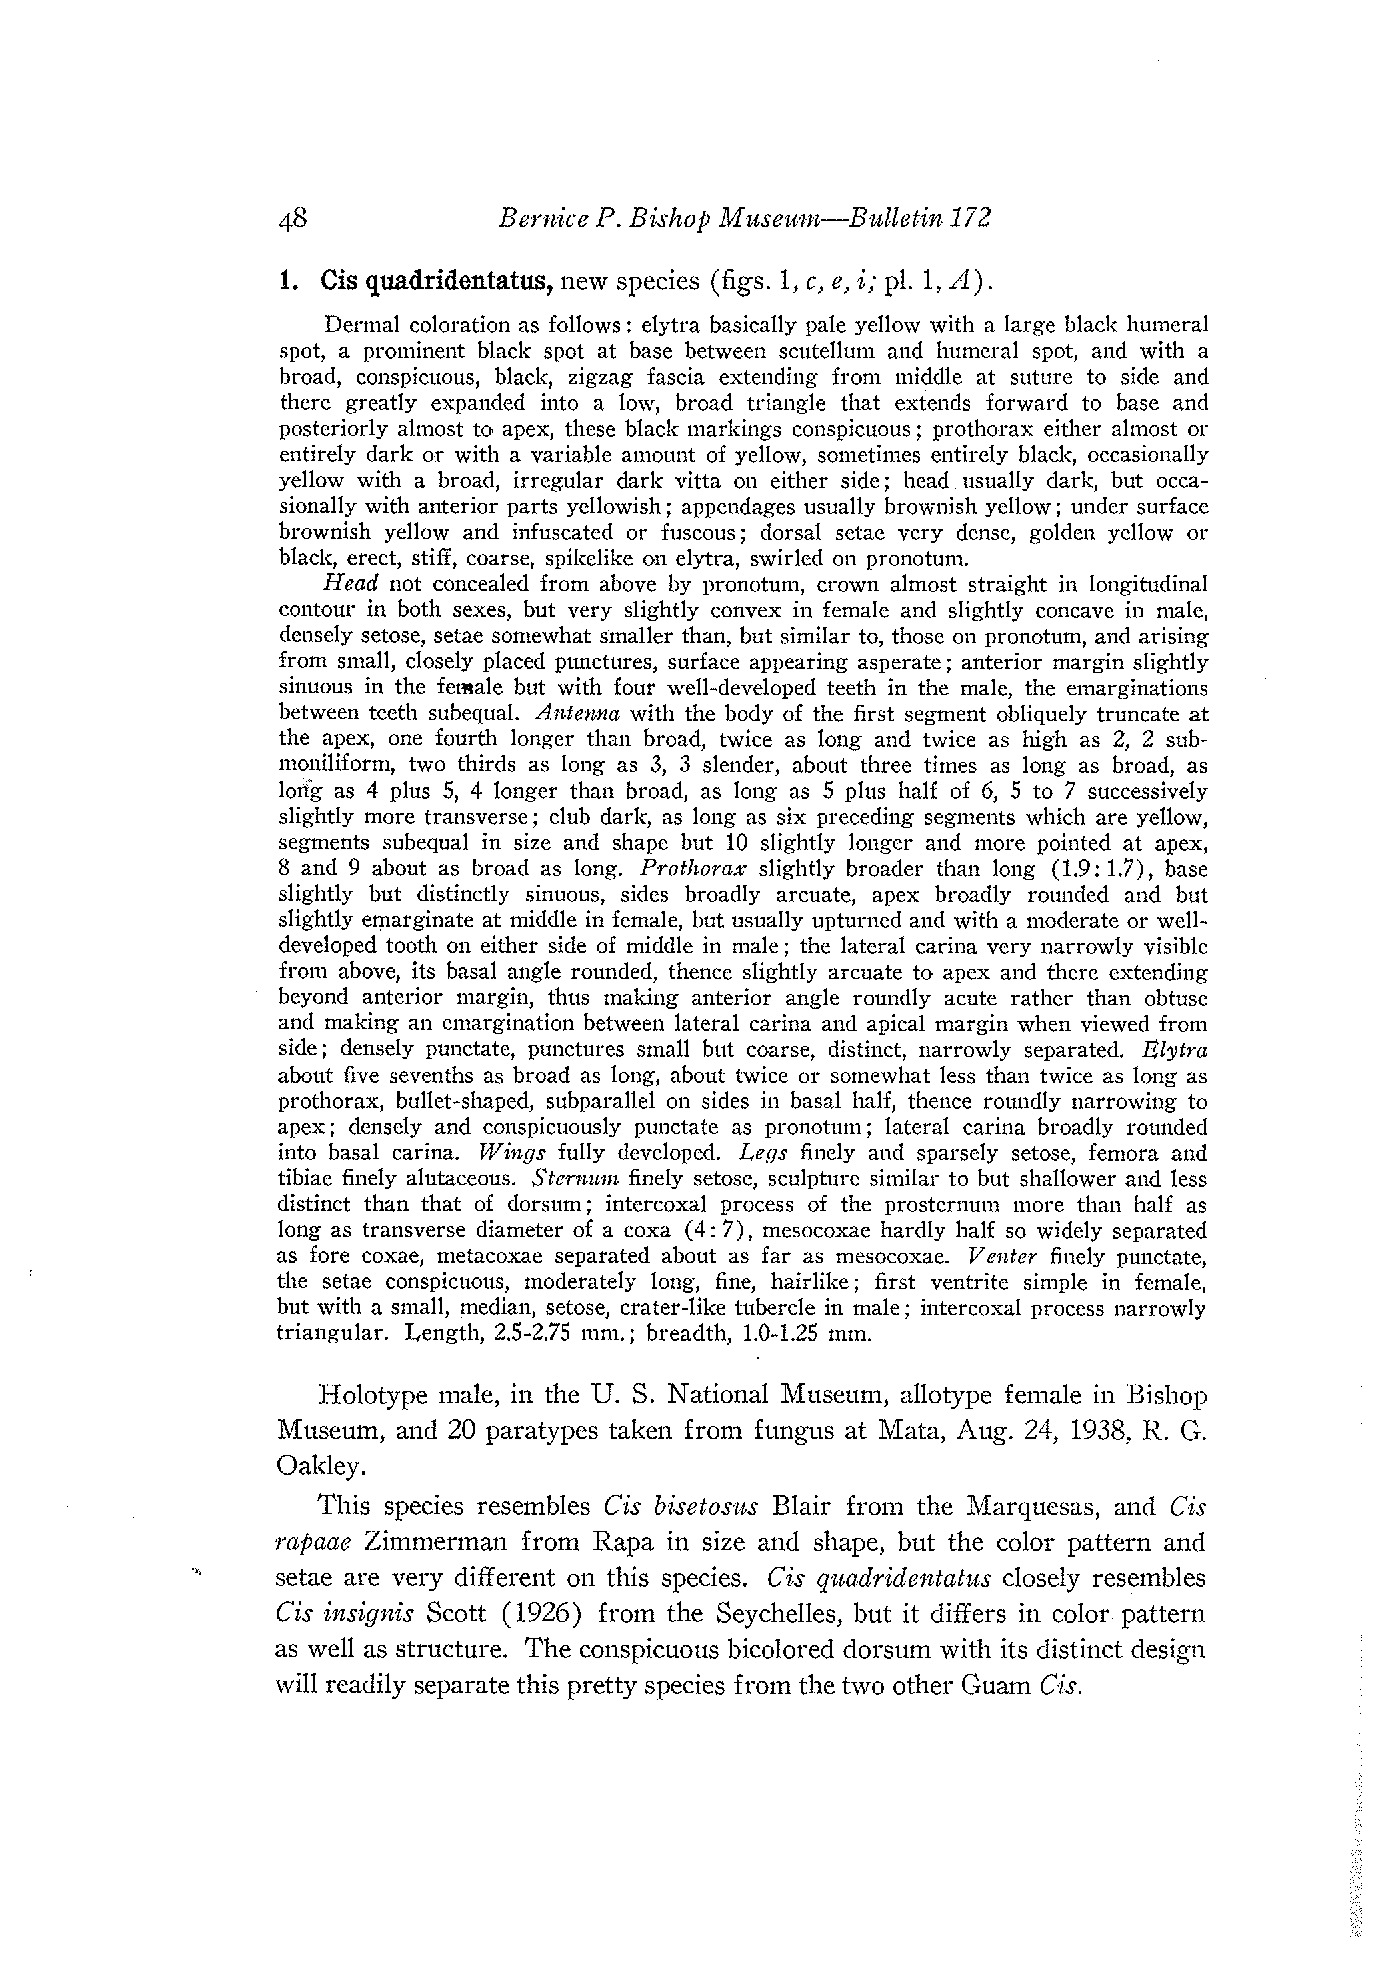 48 Bernice P. Bishop Museum—Bulletin 172
1. Cis quadridentatus, new species (figs. 1, c, e, i; pl. 1, A).
Dermal coloration as follows: elytra basically pale yellow with a large black humeral
spot, a prominent black spot at base between scutellum and humeral spot, and with a
broad, conspicuous, black, zigzag fascia extending from middle at suture to side and
there greatly expanded into a low, broad triangle that extends forward to base and
posteriorly almost to apex, these black markings conspicuous; prothorax either almost or
entirely dark or with a variable amount of yellow, sometimes entirely black, occasionally
yellow with a broad, irregular dark vitta on either side; head usually dark, but occa-
sionally with anterior parts yellowish; appendages usually brownish yellow; under surface
brownish yellow and infuscated or fuscous; dorsal setae very dense, golden yellow or
black, erect, stiff, coarse, spikelike on elytra, swirled on pronotum.
Head not concealed from above by pronotum, crown almost straight in longitudinal
contour in both sexes, but very slightly convex in female and slightly concave in male,
densely setose, setae somewhat smaller than, but similar to, those on pronotum, and arising
from small, closely placed punctures, surface appearing asperate; anterior margin slightly
sinuous in the female but with four well-developed teeth in the male, the emarginations
between teeth subequal. Antenna with the body of the first segment obliquely truncate at
the apex, one fourth longer than broad, twice as long and twice as high as 2, 2 sub-
moniliform, two thirds as long as 3, 3 slender, about three times as long as broad, as
long as 4 plus 5, 4 longer than broad, as long as 5 plus half of 6, 5 to 7 successively
slightly more transverse; club dark, as long as six preceding segments which are yellow,
segments subequal in size and shape but 10 slightly longer and more pointed at apex,
8 and 9 about as broad as long. Prothorax slightly broader than long (1.9:1.7), base
slightly but distinctly sinuous, sides broadly arcuate, apex broadly rounded and but
slightly emarginate at middle in female, but usually upturned and with a moderate or well-
developed tooth on either side of middle in male; the lateral carina very narrowly visible
from above, its basal angle rounded, thence slightly arcuate to apex and there extending
beyond anterior margin, thus making anterior angle roundly acute rather than obtuse
and making an emargination between lateral carina and apical margin when viewed from
side; densely punctate, punctures small but coarse, distinct, narrowly separated. Elytra
about five sevenths as broad as long, about twice or somewhat less than twice as long as
prothorax, bullet-shaped, subparallel on sides in basal half, thence roundly narrowing to
apex; densely and conspicuously punctate as pronotum; lateral carina broadly rounded
into basal carina. Wings fully developed. Legs finely and sparsely setose, femora and
tibiae finely alutaceous. Sternum finely setose, sculpture similar to but shallower and less
distinct than that of dorsum; intercoxal process of the prosternum more than half as
long as transverse diameter of a coxa (4:7), mesocoxae hardly half so widely separated
as fore coxae, metacoxae separated about as far as mesocoxae. Venter finely punctate,
the setae conspicuous, moderately long, fine, hairlike; first ventrite simple in female,
but with a small, median, setose, crater-like tubercle in male; intercoxal process narrowly
triangular. Length, 2.5-2.75 mm.; breadth, 1.0-1.25 mm.
Holotype male, in the U. S. National Museum, allotype female in Bishop
Museum, and 20 paratypes taken from fungus at Mata, Aug. 24, 1938, R. G.
Oakley.
This species resembles Cis bisetosus Blair from the Marquesas, and Cis
rapaae Zimmerman from Rapa in size and shape, but the color pattern and
setae are very different on this species. Cis quadridentatus closely resembles
Cis insignis Scott (1926) from the Seychelles, but it differs in color pattern
as well as structure. The conspicuous bicolored dorsum with its distinct design
will readily separate this pretty species from the two other Guam Cis.